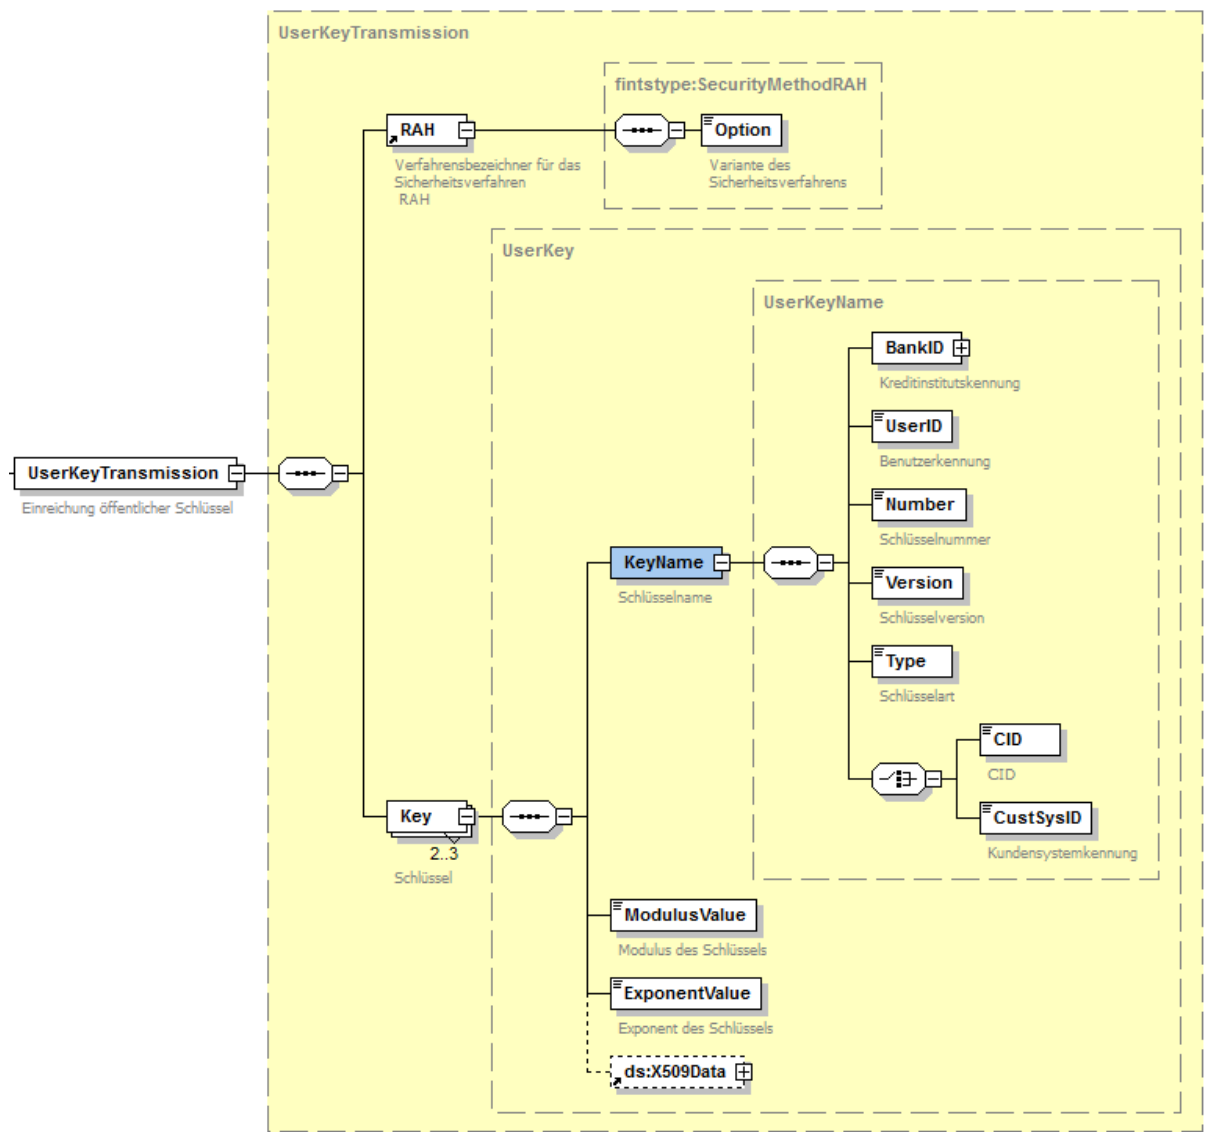 UserKeyTransmission
fintstype:SecurityMethodRAH
RAH
Option
Verfahrensbezeichner für das
Sicherheitsverfahren
RAH
Variante des
Sicherheitsverfahrens
UserKey
UserKeyName
BankID
Kreditinstitutskennung
UserID
Benutzerkennung
UserKeyTransmission
Einreichung öffentlicher Schlüssel
Number
Schlüsselnummer
KeyName
Schlüsselname
Version
Schlüsselversion
Type
Schlüsselart
CID
CID
CustSysID
Kundensystemkennung
Key
2..3
Schlüssel
ModulusValue
Modulus des Schlüssels
ExponentValue
Exponent des Schlüssels
ds:X509Data